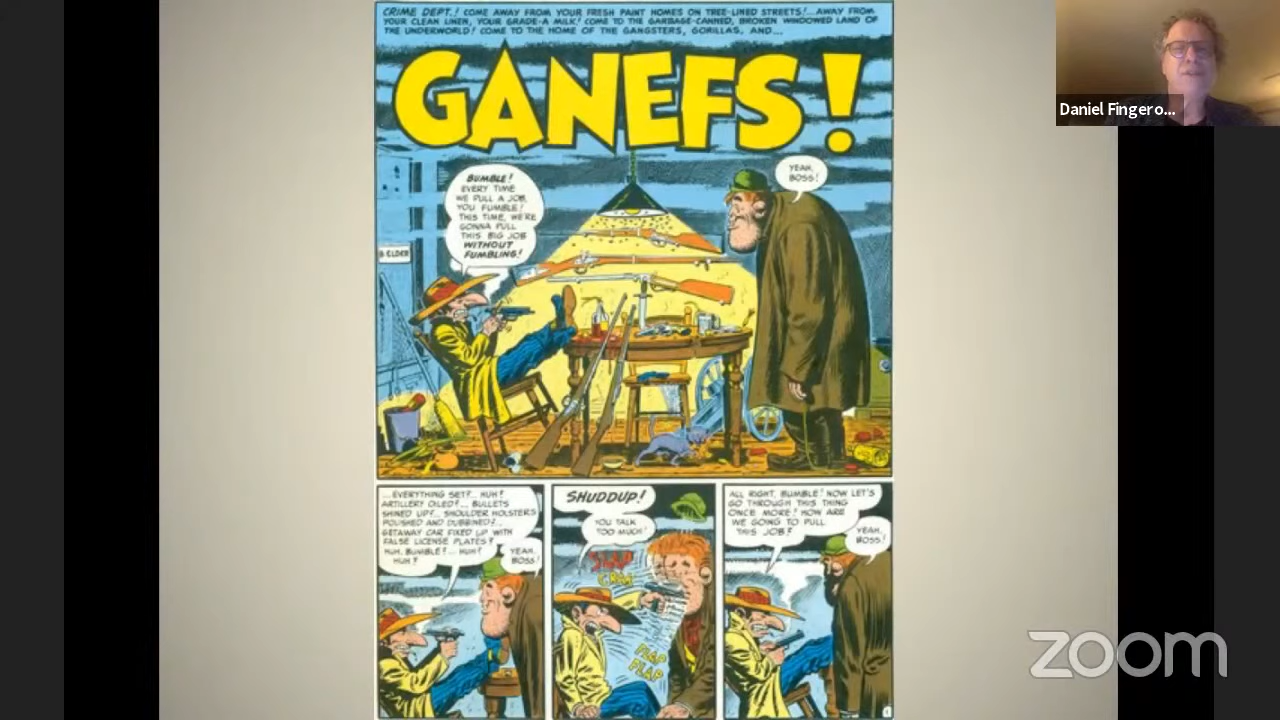 CRIME DEPT.! COME AWAY FROM YOUR FRESH PAINT HOMES ON TREE-LINED STREETS!...AWAY FROM
YOUR CLEAN LINEN, YOUR GRADE-A MILK! COME TO THE GARBAGE-CANNED, BROKEN WINDOWED LAND OF
THE UNDERWORLD! COME TO THE HOME OF THE GANGSTERS, GORILLAS, AND...
Daniel Fingero...
GANEFS!
BUMBLE!
EVERY TIME
WE PULL A JOB,
YOU FUMBLE!
THIS TIME, WE'RE
GONNA PULL
THIS BIG JOB
WITHOUT
FUMBLING!
YEAH,
BOSS!
ELDER
...EVERYTHING SET?... HUH?
ARTILLERY OILED?... BULLETS
SHINED UP?... SHOULDER HOLSTERS
POLISHED AND DUBBINED?...
GETAWAY CAR FIXED UP WITH
FALSE LICENSE PLATES?
HUH, BUMBLE?... HUH?
HUH?
YEAH,
BOSS!
SHUDDUP!
YOU TALK
TOO MUCH!
SLAP
FLAP
FLAP
ALL RIGHT, BUMBLE! NOW LET'S
GO THROUGH THIS THING
ONCE MORE! HOW ARE
WE GOING TO PULL
THIS JOB?
YEAH,
BOSS!
zoom